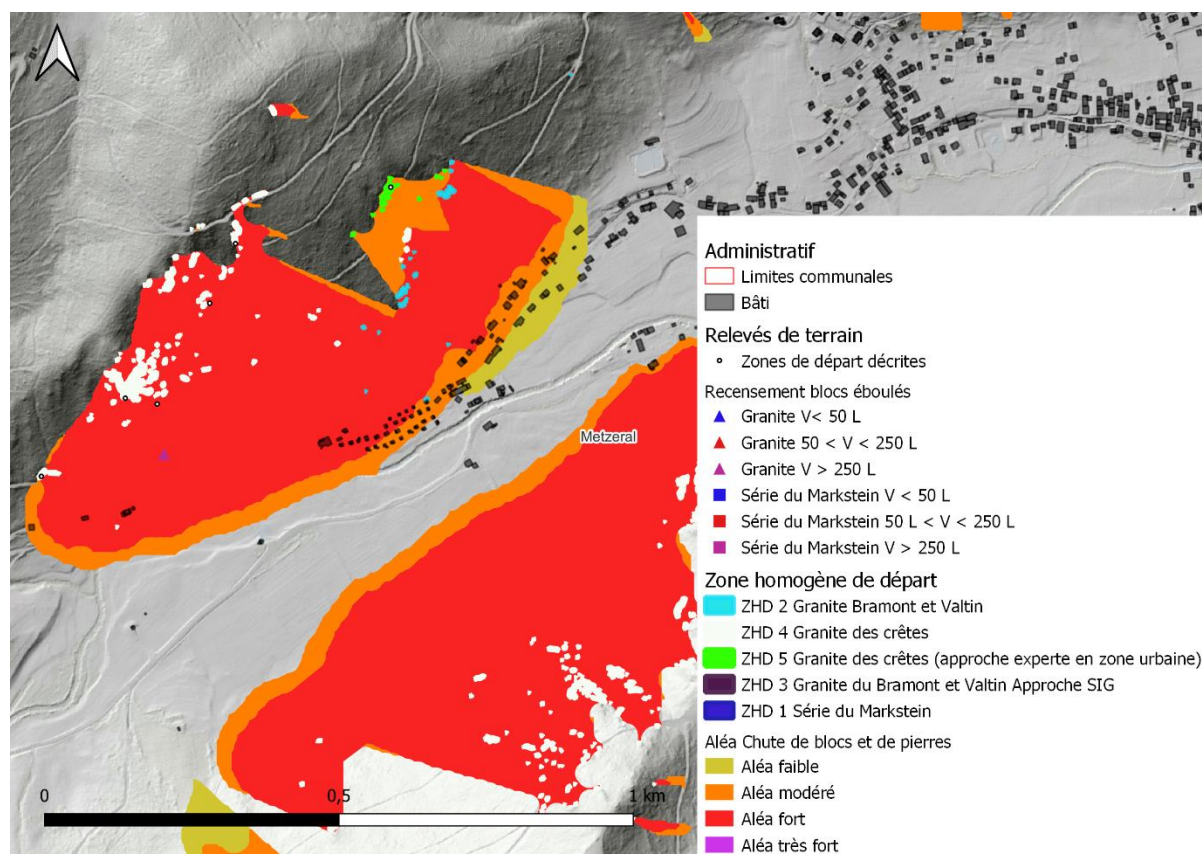 Metzeral
0
0,5
1 km
Administratif
Limites communales
Bâti
Relevés de terrain
Zones de départ décrites
Recensement blocs éboulés
Granite V< 50 L
Granite 50 < V < 250 L
Granite V > 250 L
Série du Markstein V < 50 L
Série du Markstein 50 L < V < 250 L
Série du Markstein V > 250 L
Zone homogène de départ
ZHD 2 Granite Bramont et Valtin
ZHD 4 Granite des crêtes
ZHD 5 Granite des crêtes (approche experte en zone urbaine)
ZHD 3 Granite du Bramont et Valtin Approche SIG
ZHD 1 Série du Markstein
Aléa Chute de blocs et de pierres
Aléa faible
Aléa modéré
Aléa fort
Aléa très fort